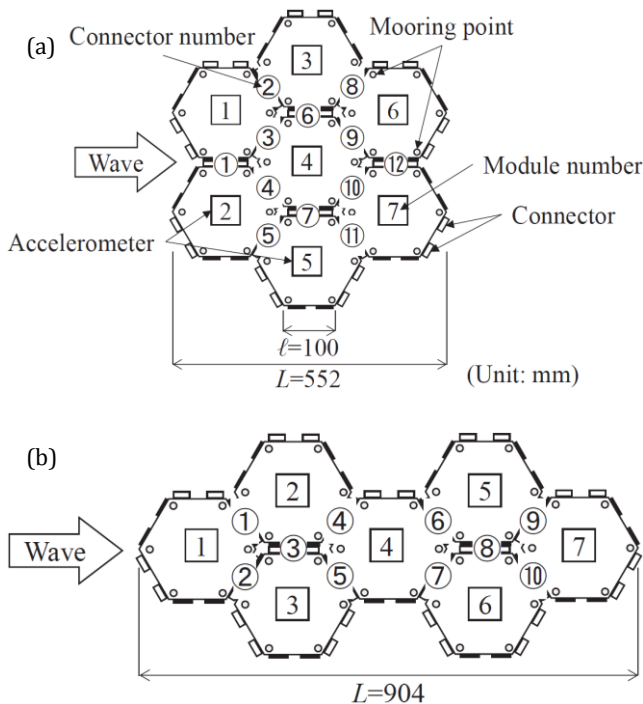 (a)
Connector number
Mooring point
3
② ⑧
1 6
⑥
③ ⑨
Wave ① 4 ⑫
Module number
④ ⑩
2 ⑦ 7
Connector
Accelerometer ⑤ ⑪
5
ℓ=100
L=552
(Unit: mm)
(b)
2 5
① ④ ⑥ ⑨
Wave 1 ③ 4 ⑧ 7
② ⑤ ⑦ ⑩
3 6
L=904